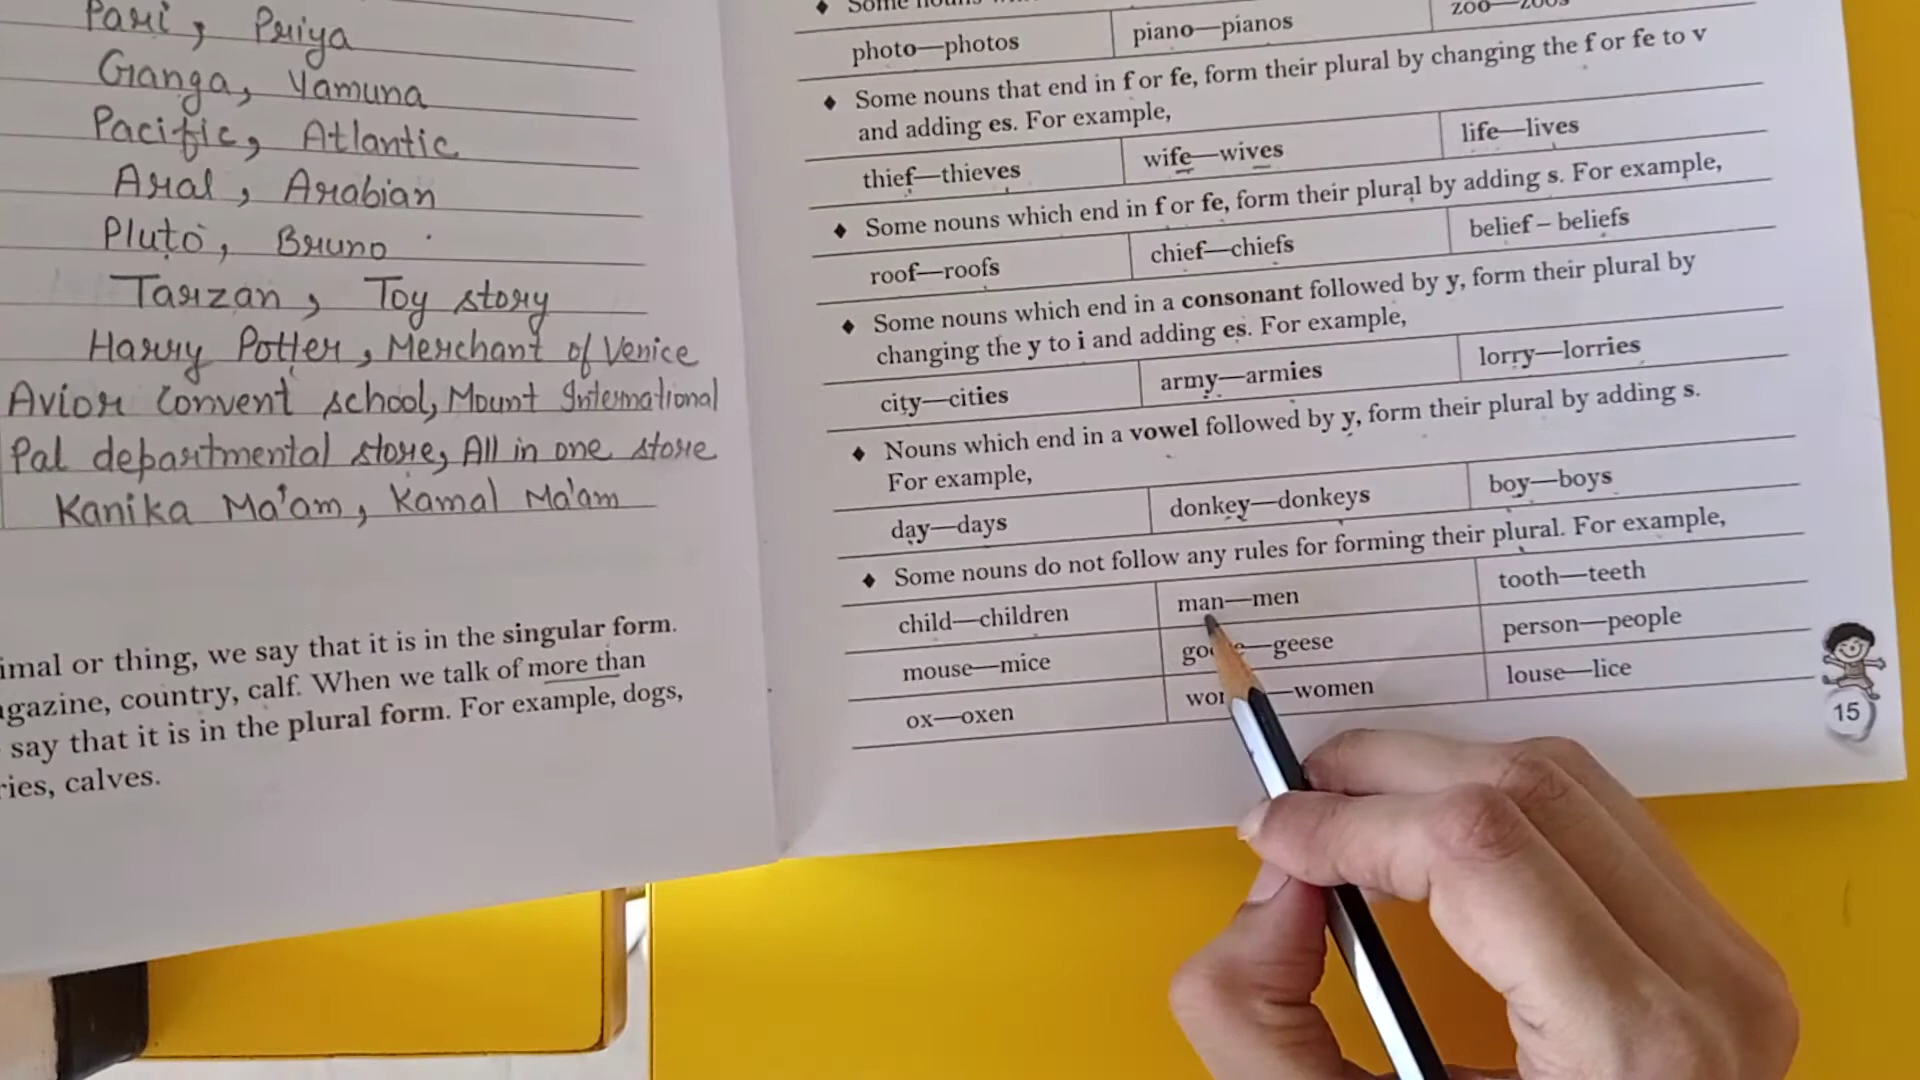 Pari, Priya
Ganga, Yamuna
Pacific, Atlantic
Aral, Arabian
Pluto, Bruno
Tarzan, Toy story
Harry Potter, Merchant of Venice
Avior Convent school, Mount International
Pal departmental store, All in one store
Kanika Ma'am, Kamal Ma'am
imal or thing, we say that it is in the singular form.
agazine, country, calf. When we talk of more than
say that it is in the plural form. For example, dogs,
ries, calves.
♦ Some nouns
photo—photos piano—pianos zoo—zoos
♦ Some nouns that end in f or fe, form their plural by changing the f or fe to v
and adding es. For example,
thief—thieves wife—wives life—lives
♦ Some nouns which end in f or fe, form their plural by adding s. For example,
roof—roofs chief—chiefs belief – beliefs
♦ Some nouns which end in a consonant followed by y, form their plural by
changing the y to i and adding es. For example,
city—cities army—armies lorry—lorries
♦ Nouns which end in a vowel followed by y, form their plural by adding s.
For example,
day—days donkey—donkeys boy—boys
♦ Some nouns do not follow any rules for forming their plural. For example,
child—children man—men tooth—teeth
mouse—mice —geese person—people
ox—oxen —women louse—lice
15